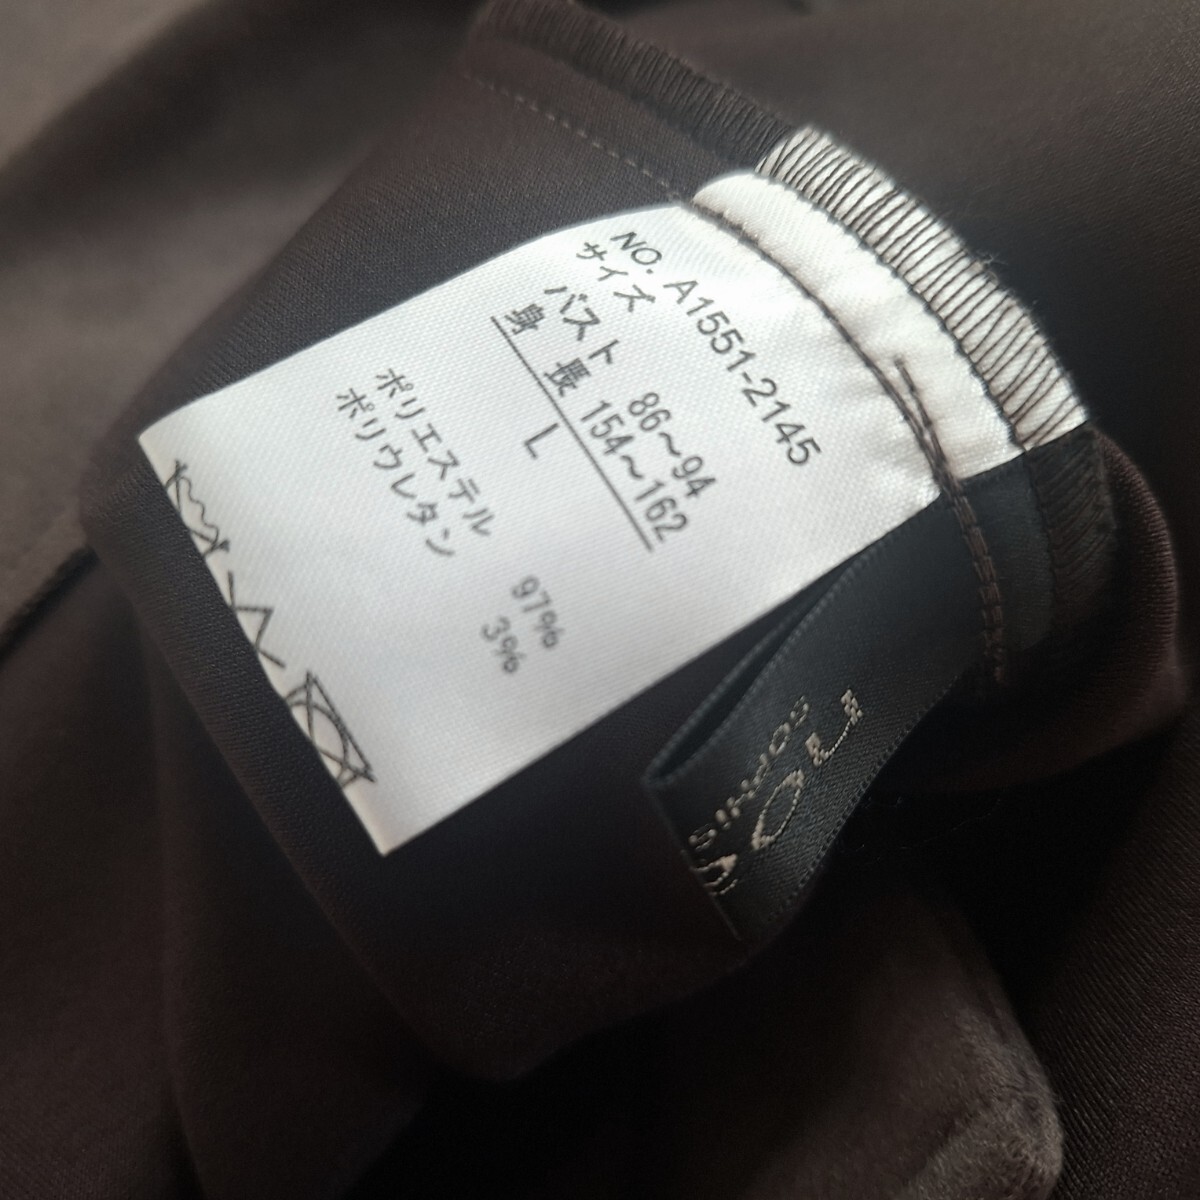 NO. A1551-2145
サイズ
バスト 86～94
身 長 154～162
L
ポリエステル 97%
ポリウレタン 3%